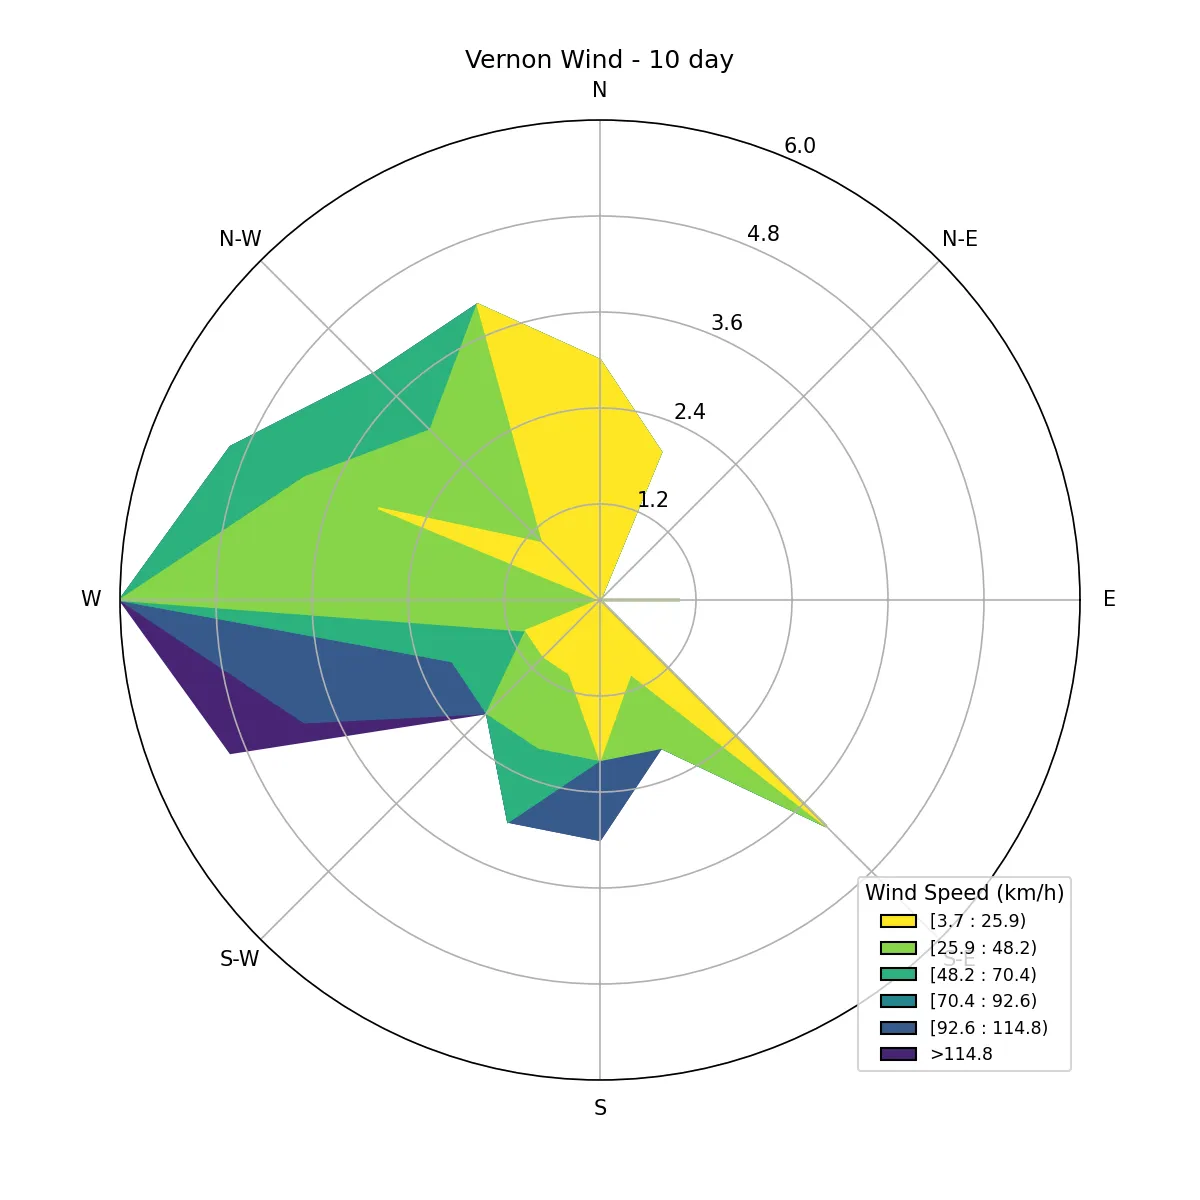 Vernon Wind - 10 day
N
6.0
N-W
N-E
4.8
3.6
2.4
1.2
W
E
S-W
S-E
S
Wind Speed (km/h)
[3.7 : 25.9)
[25.9 : 48.2)
[48.2 : 70.4)
[70.4 : 92.6)
[92.6 : 114.8)
>114.8